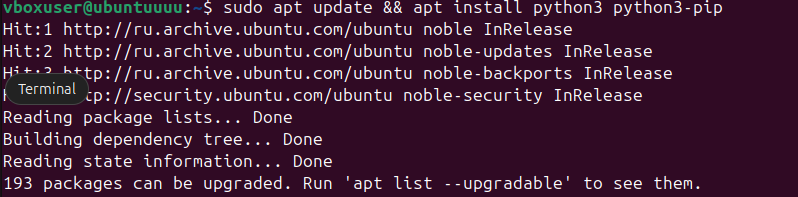 vboxuser@ubuntuuuu:~$ sudo apt update && apt install python3 python3-pip
Hit:1 http://ru.archive.ubuntu.com/ubuntu noble InRelease
Hit:2 http://ru.archive.ubuntu.com/ubuntu noble-updates InRelease
http://ru.archive.ubuntu.com/ubuntu noble-backports InRelease
Terminal
tp://security.ubuntu.com/ubuntu noble-security InRelease
Reading package lists... Done
Building dependency tree... Done
Reading state information... Done
193 packages can be upgraded. Run 'apt list --upgradable' to see them.